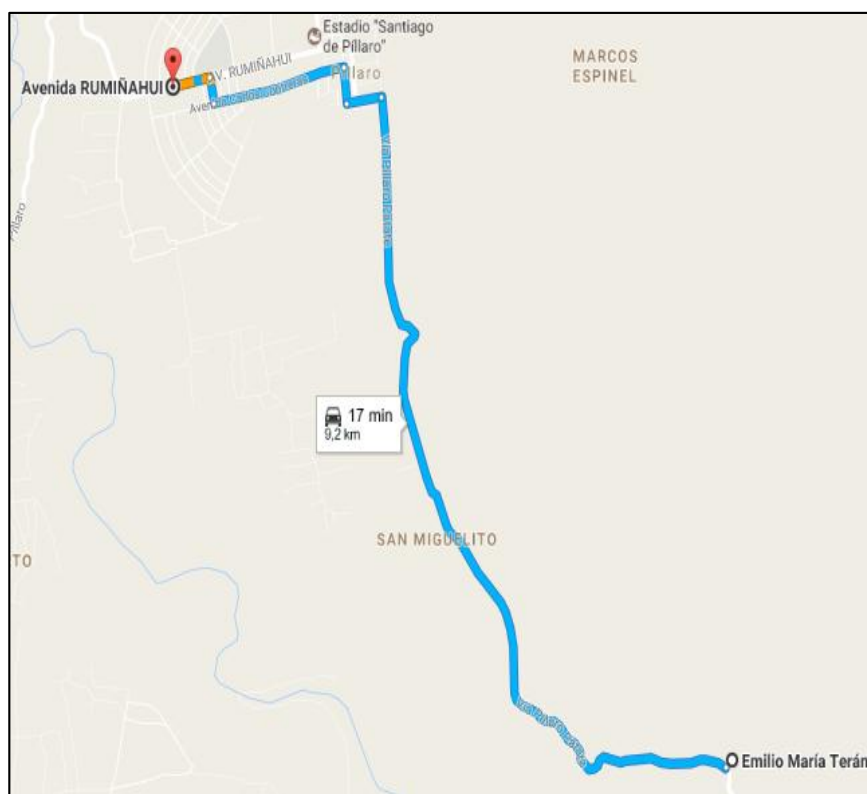 Estadio "Santiago
de Píllaro"
MARCOS
ESPINEL
AV. RUMIÑAHUI
Píllaro
Avenida RUMIÑAHUI
Píllaro
17 min
9,2 km
SAN MIGUELITO
TO
Emilio María Terán